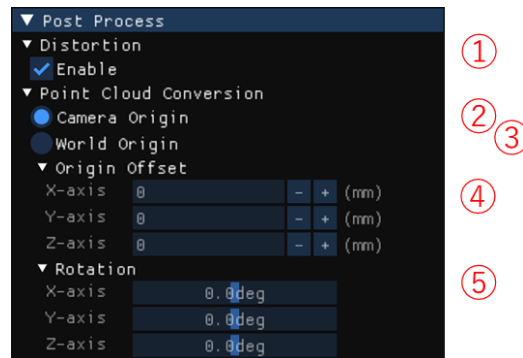 ▼ Post Process
▼ Distortion
Enable
①
▼ Point Cloud Conversion
Camera Origin
②
World Origin
③
▼ Origin Offset
X-axis 0 - + (mm)
④
Y-axis 0 - + (mm)
Z-axis 0 - + (mm)
▼ Rotation
⑤
X-axis 0.0deg
Y-axis 0.0deg
Z-axis 0.0deg